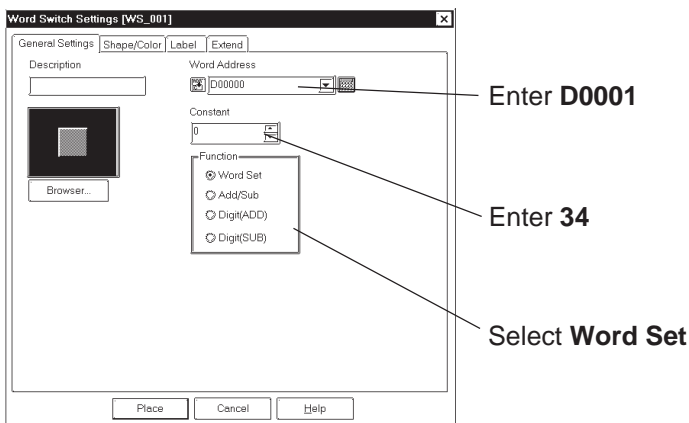 Word Switch Settings [WS_001]
General Settings Shape/Color Label Extend
Description
Word Address
D00000
Enter D0001
Constant
0
Function
Word Set
Browser...
Add/Sub
Digit(ADD)
Enter 34
Digit(SUB)
Select Word Set
Place Cancel Help